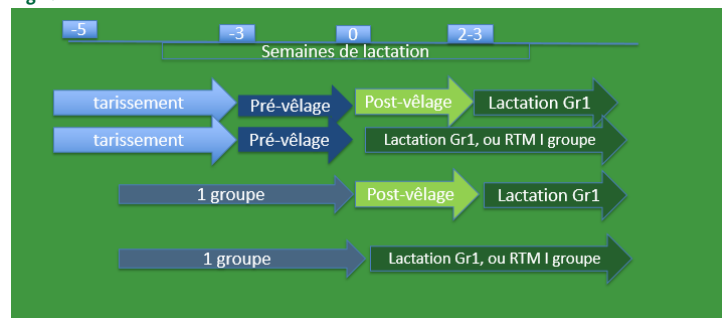 -5 -3 0 2-3
Semaines de lactation
tarissement Pré-vêlage Post-vêlage Lactation Gr1
tarissement Pré-vêlage Lactation Gr1, ou RTM I groupe
1 groupe Post-vêlage Lactation Gr1
1 groupe Lactation Gr1, ou RTM I groupe